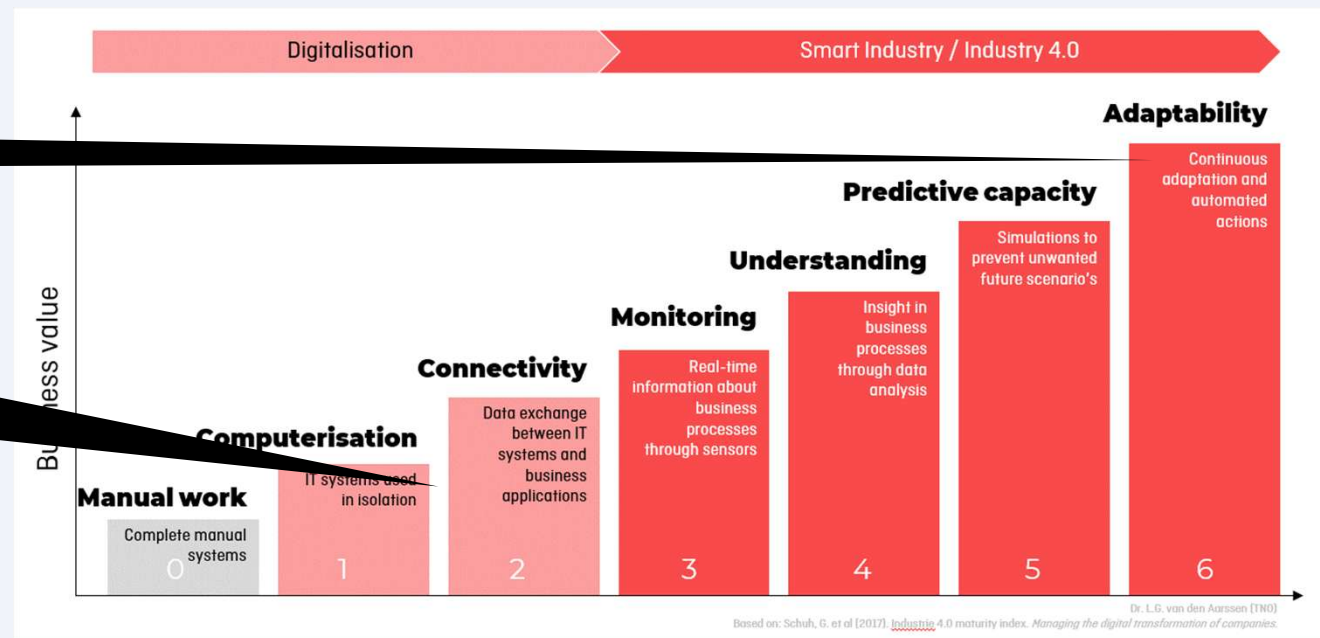 Digitalisation
Smart Industry / Industry 4.0
Adaptability
Continuous
adaptation and
automated
actions
Predictive capacity
Simulations to
prevent unwanted
future scenario's
Understanding
Insight in
business
processes
through data
analysis
Monitoring
Real-time
information about
business
processes
through sensors
Connectivity
Data exchange
between IT
systems and
business
applications
Computerisation
IT systems used
in isolation
Manual work
Complete manual
systems
Business value
0
1
2
3
4
5
6
Dr. L.G. van den Aarssen (TNO)
Based on: Schuh, G. et al (2017). Industrie 4.0 maturity index. Managing the digital transformation of companies.